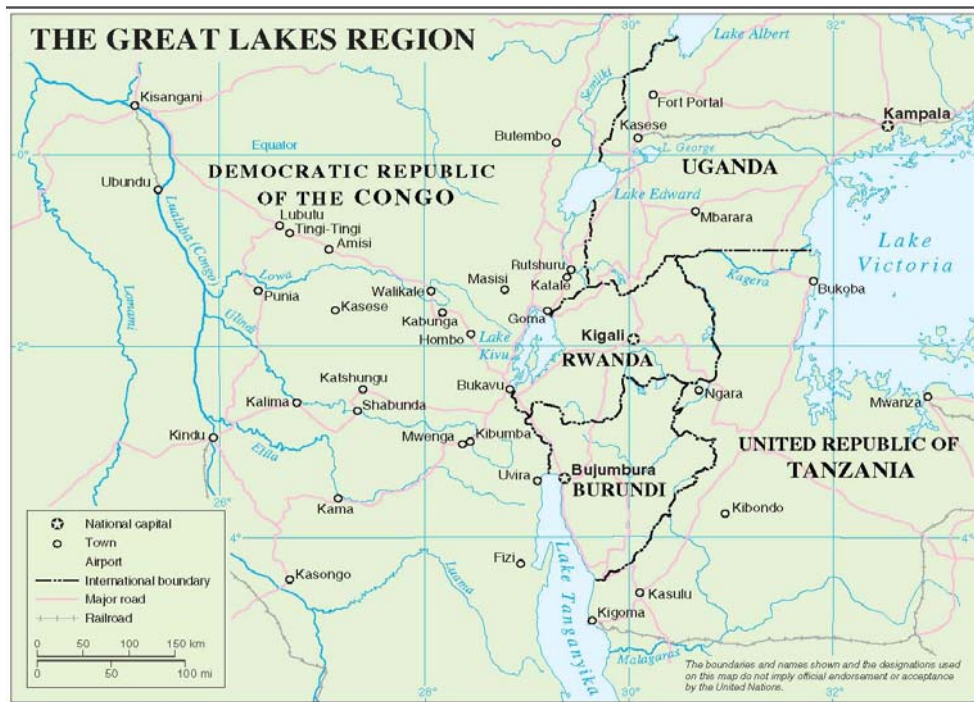 THE GREAT LAKES REGION
30°
32°
Lake Albert
Kisangani
Semliki
Fort Portal
Kampala
Kasese
Butembo
Equator
L. George
0°
0°
DEMOCRATIC REPUBLIC
OF THE CONGO
UGANDA
Ubundu
Lake Edward
Mbarara
Lualaba (Congo)
Lubulu
Tingi-Tingi
Amisi
Lake
Victoria
Rutshuru
Lomami
Lowa
Masisi
Katale
Kagera
Punia
Walikale
Bukoba
Kasese
Kabunga
Goma
Ulindi
Hombo
Lake
Kivu
Kigali
RWANDA
2°
2°
Katshungu
Bukavu
Kalima
Shabunda
Ngara
Mwanza
Kindu
Elila
Mwenga
Kibumba
UNITED REPUBLIC OF
TANZANIA
Uvira
Bujumbura
BURUNDI
26°
Kama
Kibondo
National capital
Town
Airport
International boundary
Major road
Railroad
0 50 100 150 km
0 50 100 mi
4°
4°
Fizi
Kasongo
Luama
Lake Tanganyika
Kasulu
Kigoma
Malagaras
28°
30°
32°
The boundaries and names shown and the designations used
on this map do not imply official endorsement or acceptance
by the United Nations.